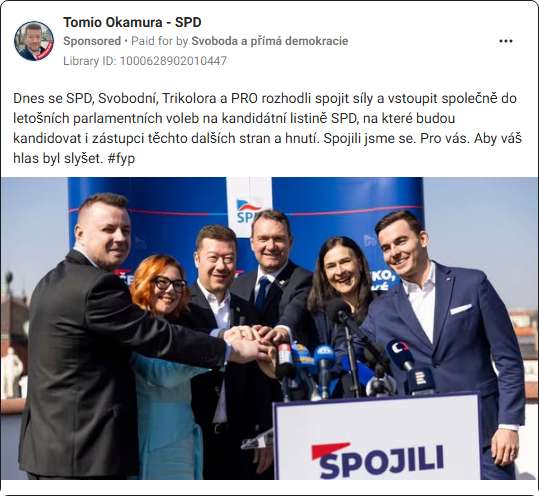 Tomio Okamura - SPD
Sponsored • Paid for by Svoboda a přímá demokracie
Library ID: 1000628902010447
Dnes se SPD, Svobodní, Trikolora a PRO rozhodli spojit síly a vstoupit společně do
letošních parlamentních voleb na kandidátní listině SPD, na které budou
kandidovat i zástupci těchto dalších stran a hnutí. Spojili jsme se. Pro vás. Aby váš
hlas byl slyšet. #fyp
SPD
SPOJILI